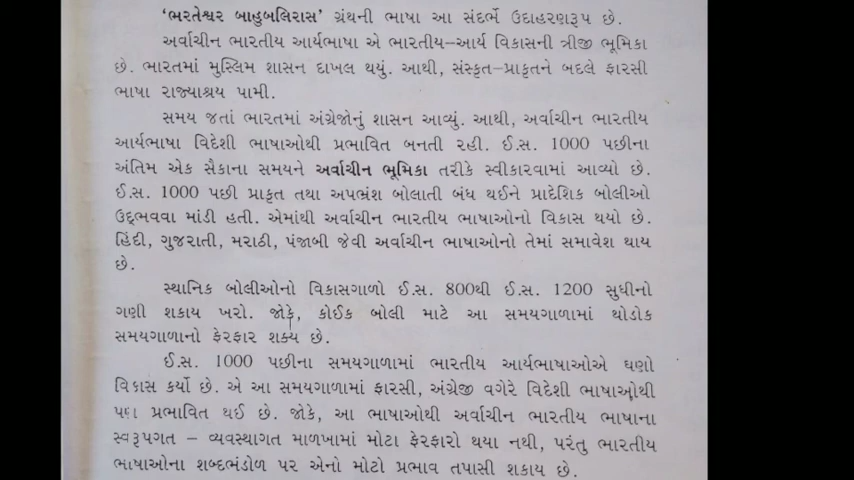 ‘ભરતેશ્વર બાહુબલિરાસ’ ગ્રંથની ભાષા આ સંદર્ભે ઉદાહરણરૂપ છે.
અર્વાચીન ભારતીય આર્યભાષા એ ભારતીય–આર્ય વિકાસની ત્રીજી ભૂમિકા
છે. ભારતમાં મુસ્લિમ શાસન દાખલ થયું. આથી, સંસ્કૃત–પ્રાકૃતને બદલે ફારસી
ભાષા રાજ્યાશ્રય પામી.
સમય જતાં ભારતમાં અંગ્રેજોનું શાસન આવ્યું. આથી, અર્વાચીન ભારતીય
આર્યભાષા વિદેશી ભાષાઓથી પ્રભાવિત બનતી રહી. ઈ.સ. 1000 પછીના
અંતિમ એક સૈકાના સમયને અર્વાચીન ભૂમિકા તરીકે સ્વીકારવામાં આવ્યો છે.
ઈ.સ. 1000 પછી પ્રાકૃત તથા અપભ્રંશ બોલાતી બંધ થઈને પ્રાદેશિક બોલીઓ
ઉદ્ભવવા માંડી હતી. એમાંથી અર્વાચીન ભારતીય ભાષાઓનો વિકાસ થયો છે.
હિંદી, ગુજરાતી, મરાઠી, પંજાબી જેવી અર્વાચીન ભાષાઓનો તેમાં સમાવેશ થાય
છે.
સ્થાનિક બોલીઓનો વિકાસગાળો ઈ.સ. 800થી ઈ.સ. 1200 સુધીનો
ગણી શકાય ખરો. જોકે, કોઈક બોલી માટે આ સમયગાળામાં થોડોક
સમયગાળાનો ફેરફાર શક્ય છે.
ઈ.સ. 1000 પછીના સમયગાળામાં ભારતીય આર્યભાષાઓએ ઘણો
વિકાસ કર્યો છે. એ આ સમયગાળામાં ફારસી, અંગ્રેજી વગેરે વિદેશી ભાષાઓથી
પણ પ્રભાવિત થઈ છે. જોકે, આ ભાષાઓથી અર્વાચીન ભારતીય ભાષાના
સ્વરૂપગત – વ્યવસ્થાગત માળખામાં મોટા ફેરફારો થયા નથી, પરંતુ ભારતીય
ભાષાઓના શબ્દભંડોળ પર એનો મોટો પ્રભાવ તપાસી શકાય છે.